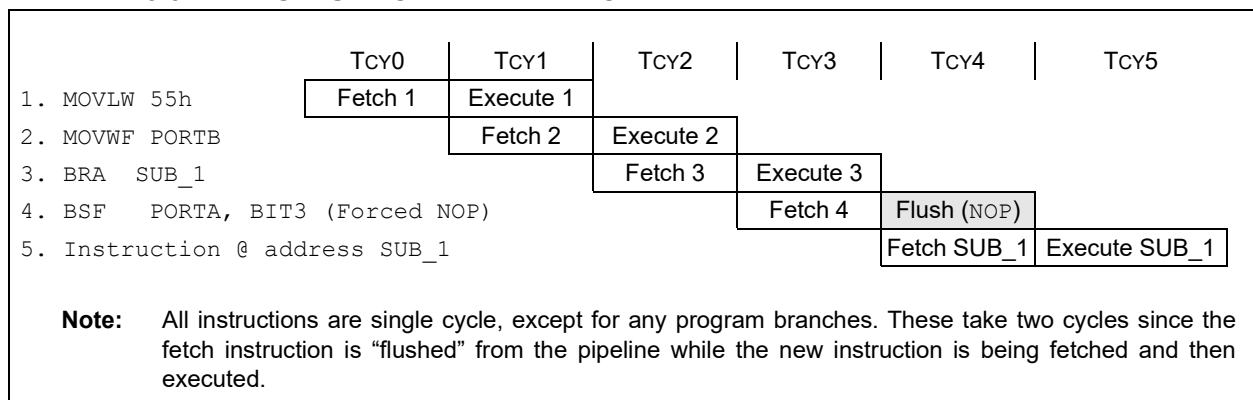 TCY0 TCY1 TCY2 TCY3 TCY4 TCY5
1. MOVLW 55h Fetch 1 Execute 1
2. MOVWF PORTB Fetch 2 Execute 2
3. BRA SUB_1 Fetch 3 Execute 3
4. BSF PORTA, BIT3 (Forced NOP) Fetch 4 Flush (NOP)
5. Instruction @ address SUB_1 Fetch SUB_1 Execute SUB_1
Note: All instructions are single cycle, except for any program branches. These take two cycles since the
fetch instruction is “flushed” from the pipeline while the new instruction is being fetched and then
executed.